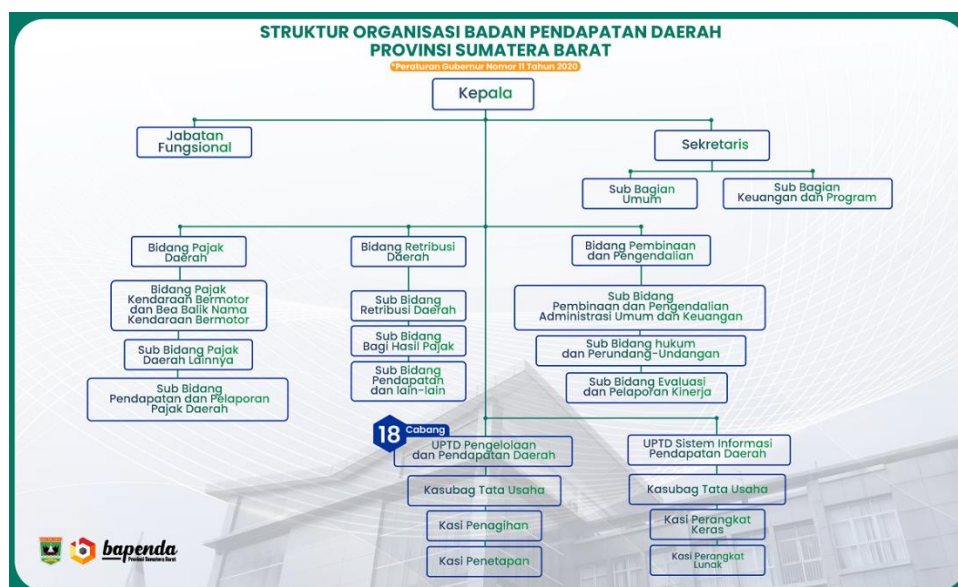 STRUKTUR ORGANISASI BADAN PENDAPATAN DAERAH
PROVINSI SUMATERA BARAT
*Peraturan Gubernur Nomor 11 Tahun 2020
Kepala
Jabatan
Fungsional
Sekretaris
Sub Bagian
Umum
Sub Bagian
Keuangan dan Program
Bidang Pajak
Daerah
Bidang Pajak
Kendaraan Bermotor
dan Bea Balik Nama
Kendaraan Bermotor
Sub Bidang Pajak
Daerah Lainnya
Sub Bidang
Pendapatan dan Pelaporan
Pajak Daerah
Bidang Retribusi
Daerah
Sub Bidang
Retribusi Daerah
Sub Bidang
Bagi Hasil Pajak
Sub Bidang
Pendapatan
dan lain-lain
Bidang Pembinaan
dan Pengendalian
Sub Bidang
Pembinaan dan Pengendalian
Administrasi Umum dan Keuangan
Sub Bidang hukum
dan Perundang-Undangan
Sub Bidang Evaluasi
dan Pelaporan Kinerja
18 Cabang
UPTD Pengelolaan
dan Pendapatan Daerah
Kasubag Tata Usaha
Kasi Penagihan
Kasi Penetapan
UPTD Sistem Informasi
Pendapatan Daerah
Kasubag Tata Usaha
Kasi Perangkat
Keras
Kasi Perangkat
Lunak
bapenda
Provinsi Sumatera Barat